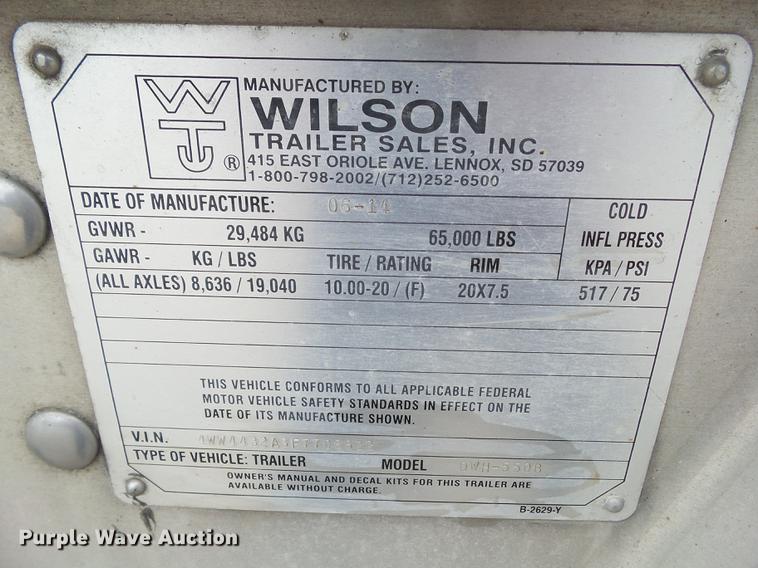 WTS ®
MANUFACTURED BY:
WILSON
TRAILER SALES, INC.
415 EAST ORIOLE AVE. LENNOX, SD 57039
1-800-798-2002/(712)252-6500
DATE OF MANUFACTURE: 06-14 COLD
GVWR - 29,484 KG 65,000 LBS INFL PRESS
GAWR - KG / LBS TIRE / RATING RIM KPA / PSI
(ALL AXLES) 8,636 / 19,040 10.00-20 / (F) 20X7.5 517 / 75
THIS VEHICLE CONFORMS TO ALL APPLICABLE FEDERAL
MOTOR VEHICLE SAFETY STANDARDS IN EFFECT ON THE
DATE OF ITS MANUFACTURE SHOWN.
V.I.N.
TYPE OF VEHICLE: TRAILER MODEL DWH-550B
OWNER'S MANUAL AND DECAL KITS FOR THIS TRAILER ARE
AVAILABLE WITHOUT CHARGE.
B-2629-Y
Purple Wave Auction